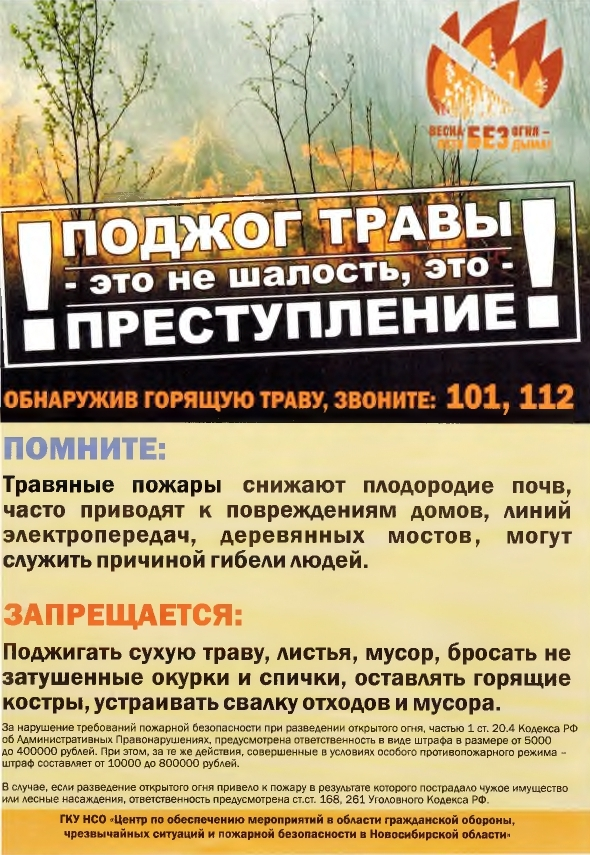 ВЕСНА БЕЗ ОГНЯ –
ЛЕТО БЕЗ ДЫМА!
! ПОДЖОГ ТРАВЫ !
- это не шалость, это -
ПРЕСТУПЛЕНИЕ
ОБНАРУЖИВ ГОРЯЩУЮ ТРАВУ, ЗВОНИТЕ: 101, 112
ПОМНИТЕ:
Травяные пожары снижают плодородие почв,
часто приводят к повреждениям домов, линий
электропередач, деревянных мостов, могут
служить причиной гибели людей.
ЗАПРЕЩАЕТСЯ:
Поджигать сухую траву, листья, мусор, бросать не
затушенные окурки и спички, оставлять горящие
костры, устраивать свалку отходов и мусора.
За нарушение требований пожарной безопасности при разведении открытого огня, частью 1 ст. 20.4 Кодекса РФ
об Административных Правонарушениях, предусмотрена ответственность в виде штрафа в размере от 5000
до 400000 рублей. При этом, за те же действия, совершенные в условиях особого противопожарного режима –
штраф составляет от 10000 до 800000 рублей.
В случае, если разведение открытого огня привело к пожару в результате которого пострадало чужое имущество
или лесные насаждения, ответственность предусмотрена ст.ст. 168, 261 Уголовного Кодекса РФ.
ГКУ НСО «Центр по обеспечению мероприятий в области гражданской обороны,
чрезвычайных ситуаций и пожарной безопасности в Новосибирской области»